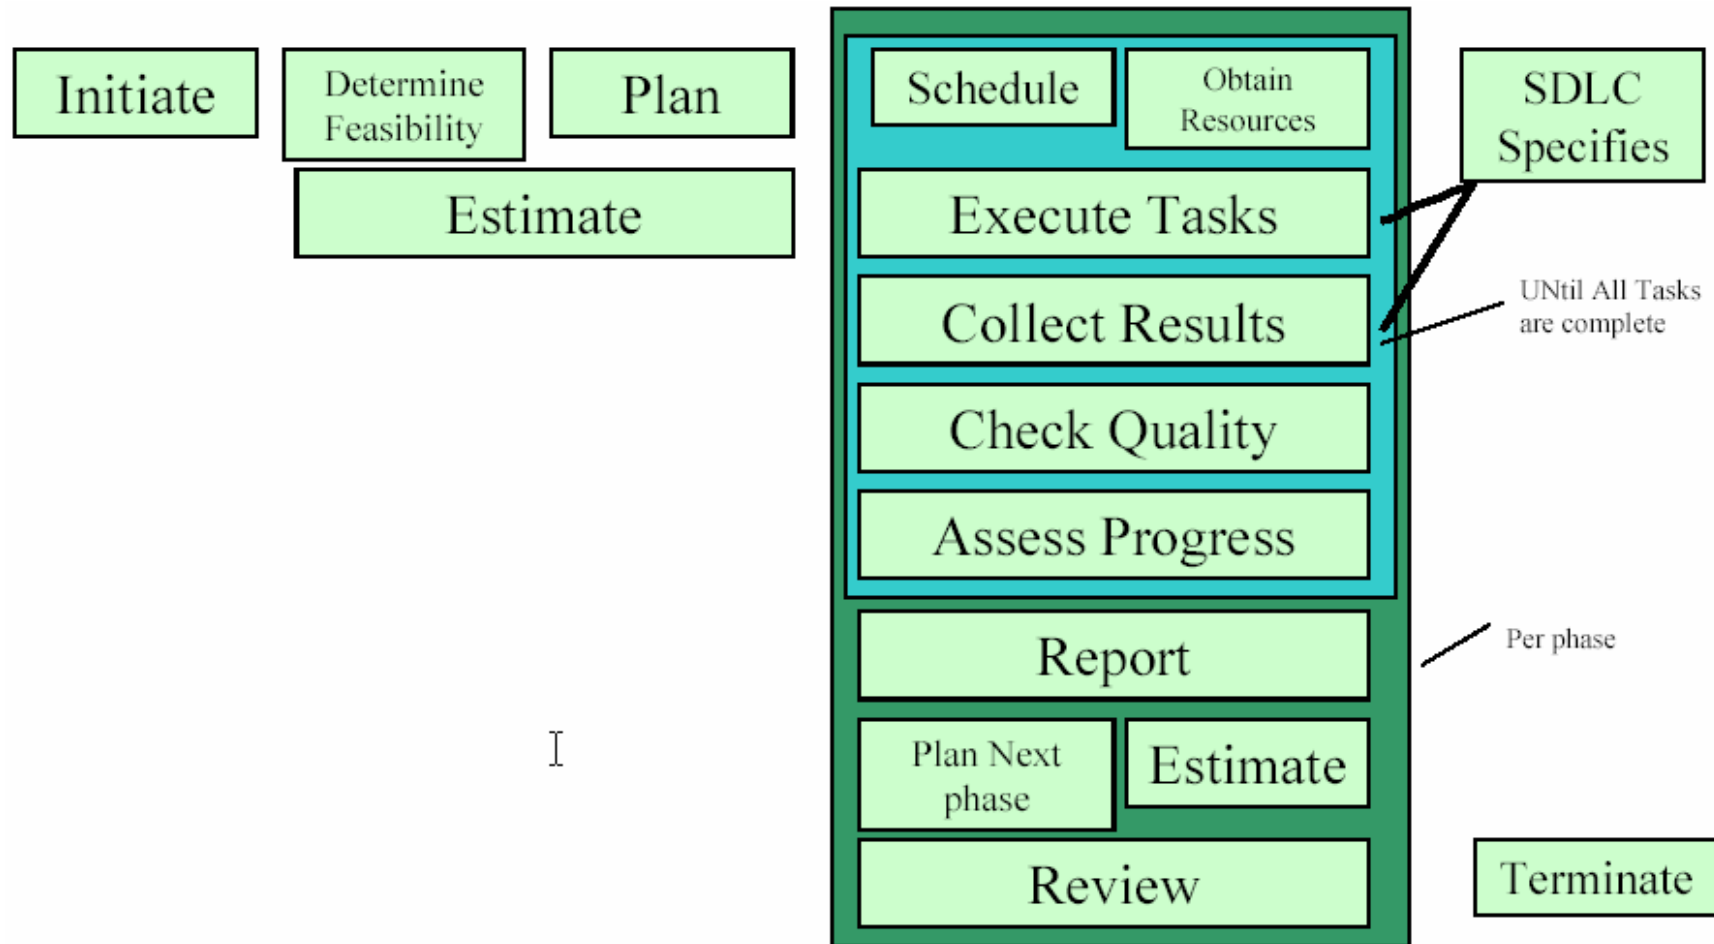 Initiate
Determine
Feasibility
Plan
Estimate
Schedule
Obtain
Resources
Execute Tasks
Collect Results
Check Quality
Assess Progress
Report
Plan Next
phase
Estimate
Review
SDLC
Specifies
UNtil All Tasks
are complete
Per phase
Terminate